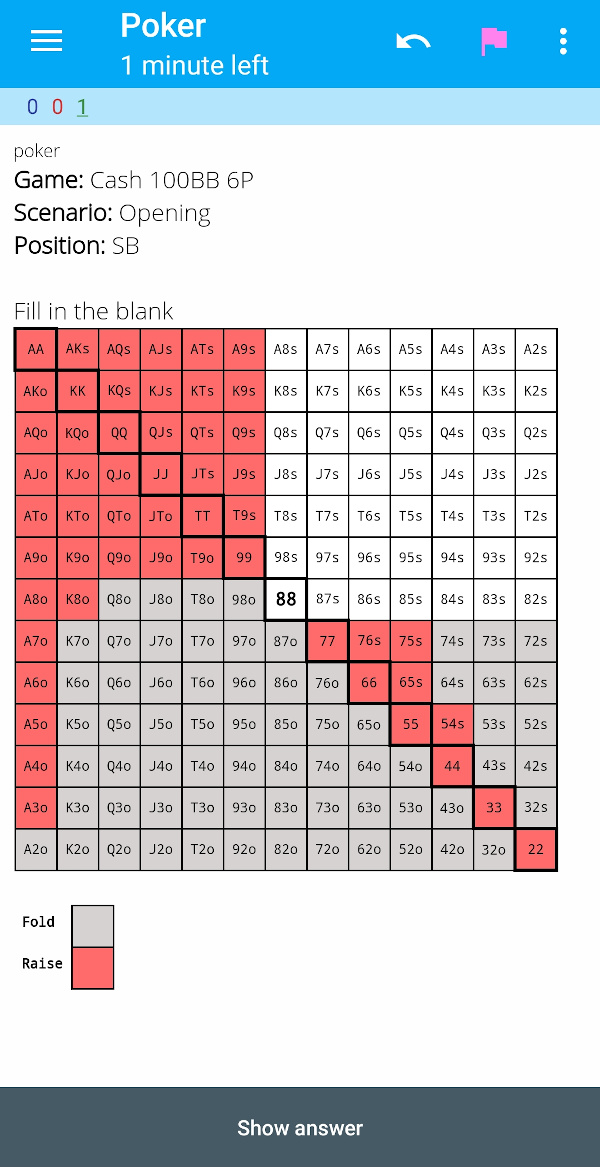 Poker
1 minute left
0 0 1
poker
Game: Cash 100BB 6P
Scenario: Opening
Position: SB
Fill in the blank
AA AKs AQs AJs ATs A9s A8s A7s A6s A5s A4s A3s A2s
AKo KK KQs KJs KTs K9s K8s K7s K6s K5s K4s K3s K2s
AQo KQo QQ QJs QTs Q9s Q8s Q7s Q6s Q5s Q4s Q3s Q2s
AJo KJo QJo JJ JTs J9s J8s J7s J6s J5s J4s J3s J2s
ATo KTo QTo JTo TT T9s T8s T7s T6s T5s T4s T3s T2s
A9o K9o Q9o J9o T9o 99 98s 97s 96s 95s 94s 93s 92s
A8o K8o Q8o J8o T8o 98o 88 87s 86s 85s 84s 83s 82s
A7o K7o Q7o J7o T7o 97o 87o 77 76s 75s 74s 73s 72s
A6o K6o Q6o J6o T6o 96o 86o 76o 66 65s 64s 63s 62s
A5o K5o Q5o J5o T5o 95o 85o 75o 65o 55 54s 53s 52s
A4o K4o Q4o J4o T4o 94o 84o 74o 64o 54o 44 43s 42s
A3o K3o Q3o J3o T3o 93o 83o 73o 63o 53o 43o 33 32s
A2o K2o Q2o J2o T2o 92o 82o 72o 62o 52o 42o 32o 22
Fold
Raise
Show answer